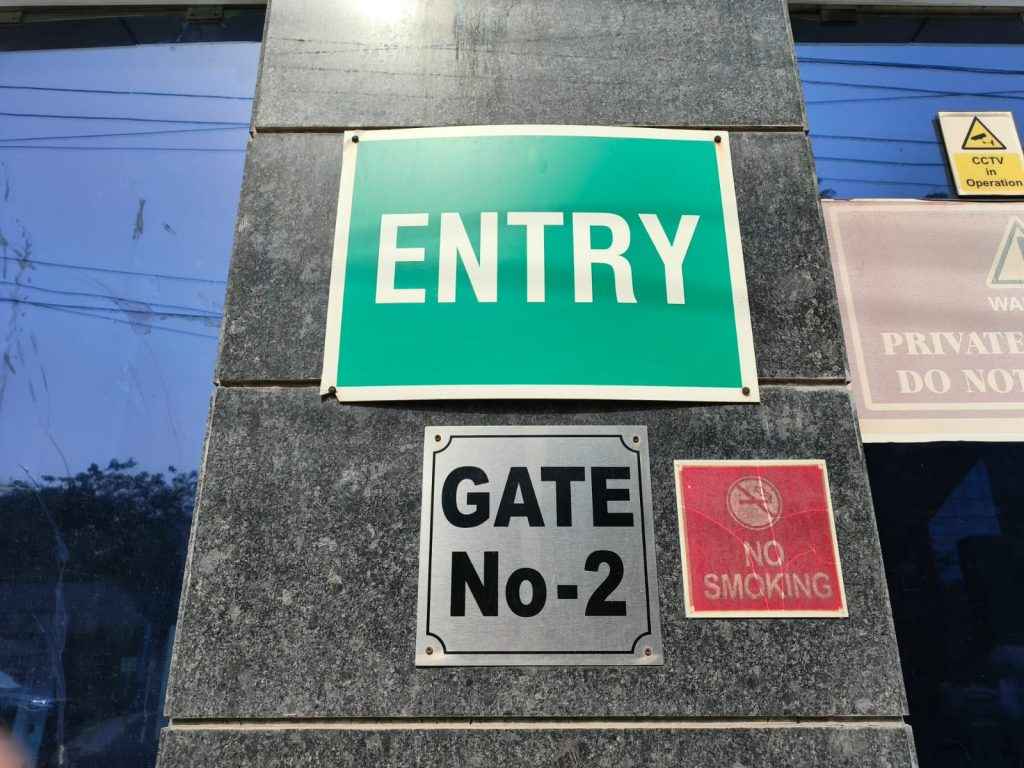 ENTRY
GATE
No-2
NO
SMOKING
CCTV
in
Operation
PRIVATE
DO NOT